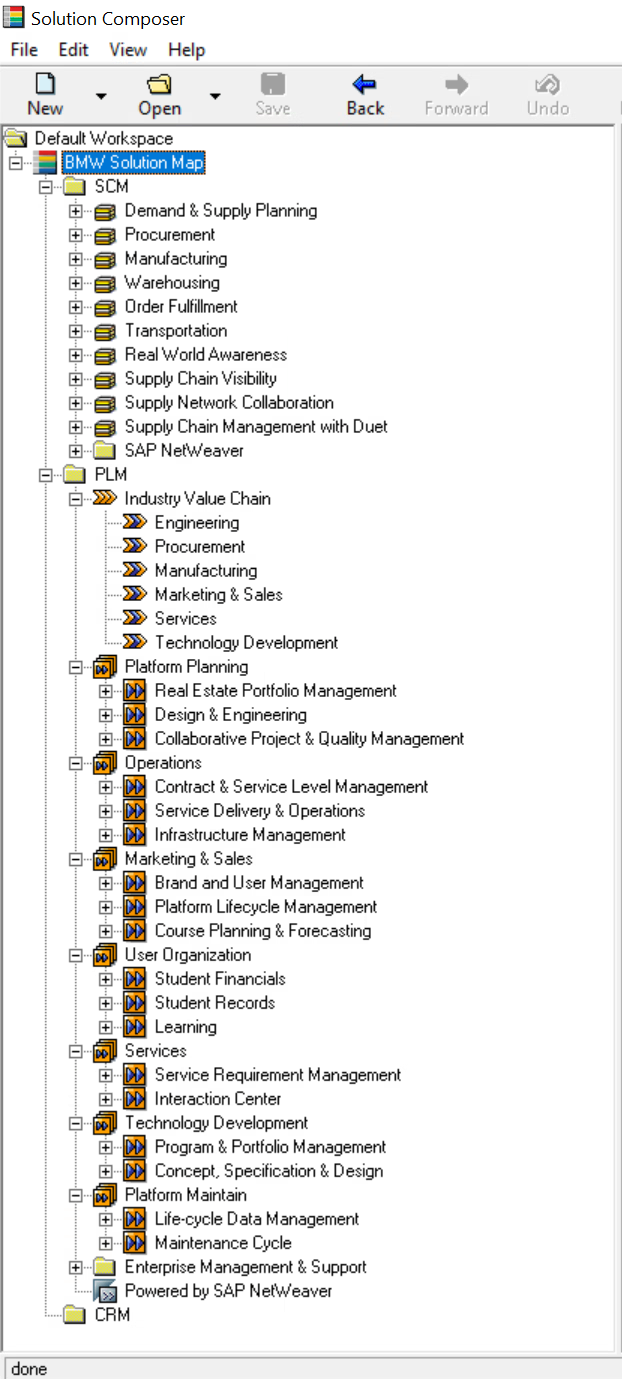 Solution Composer
File Edit View Help
New Open Save Back Forward Undo
Default Workspace
BMW Solution Map
SCM
Demand & Supply Planning
Procurement
Manufacturing
Warehousing
Order Fulfillment
Transportation
Real World Awareness
Supply Chain Visibility
Supply Network Collaboration
Supply Chain Management with Duet
SAP NetWeaver
PLM
Industry Value Chain
Engineering
Procurement
Manufacturing
Marketing & Sales
Services
Technology Development
Platform Planning
Real Estate Portfolio Management
Design & Engineering
Collaborative Project & Quality Management
Operations
Contract & Service Level Management
Service Delivery & Operations
Infrastructure Management
Marketing & Sales
Brand and User Management
Platform Lifecycle Management
Course Planning & Forecasting
User Organization
Student Financials
Student Records
Learning
Services
Service Requirement Management
Interaction Center
Technology Development
Program & Portfolio Management
Concept, Specification & Design
Platform Maintain
Life-cycle Data Management
Maintenance Cycle
Enterprise Management & Support
Powered by SAP NetWeaver
CRM
done